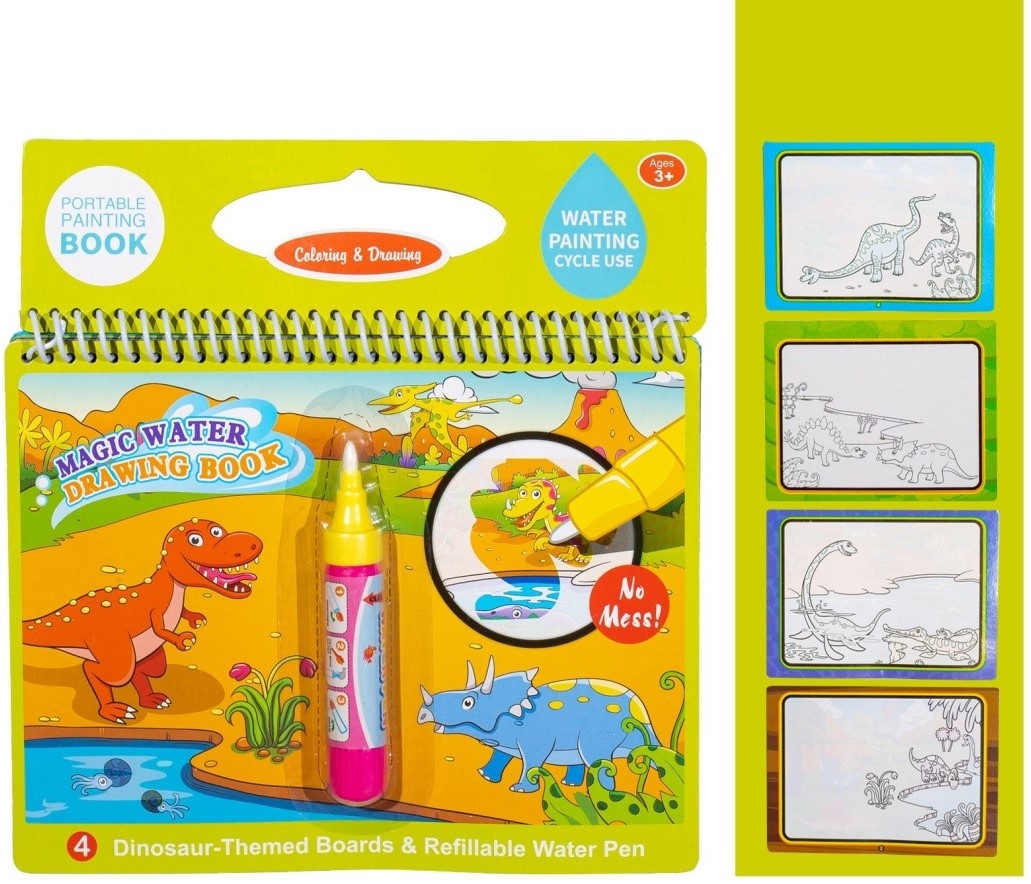 PORTABLE
PAINTING
BOOK
Coloring & Drawing
WATER
PAINTING
CYCLE USE
Ages
3+
MAGIC WATER
DRAWING BOOK
No
Mess!
4 Dinosaur-Themed Boards & Refillable Water Pen